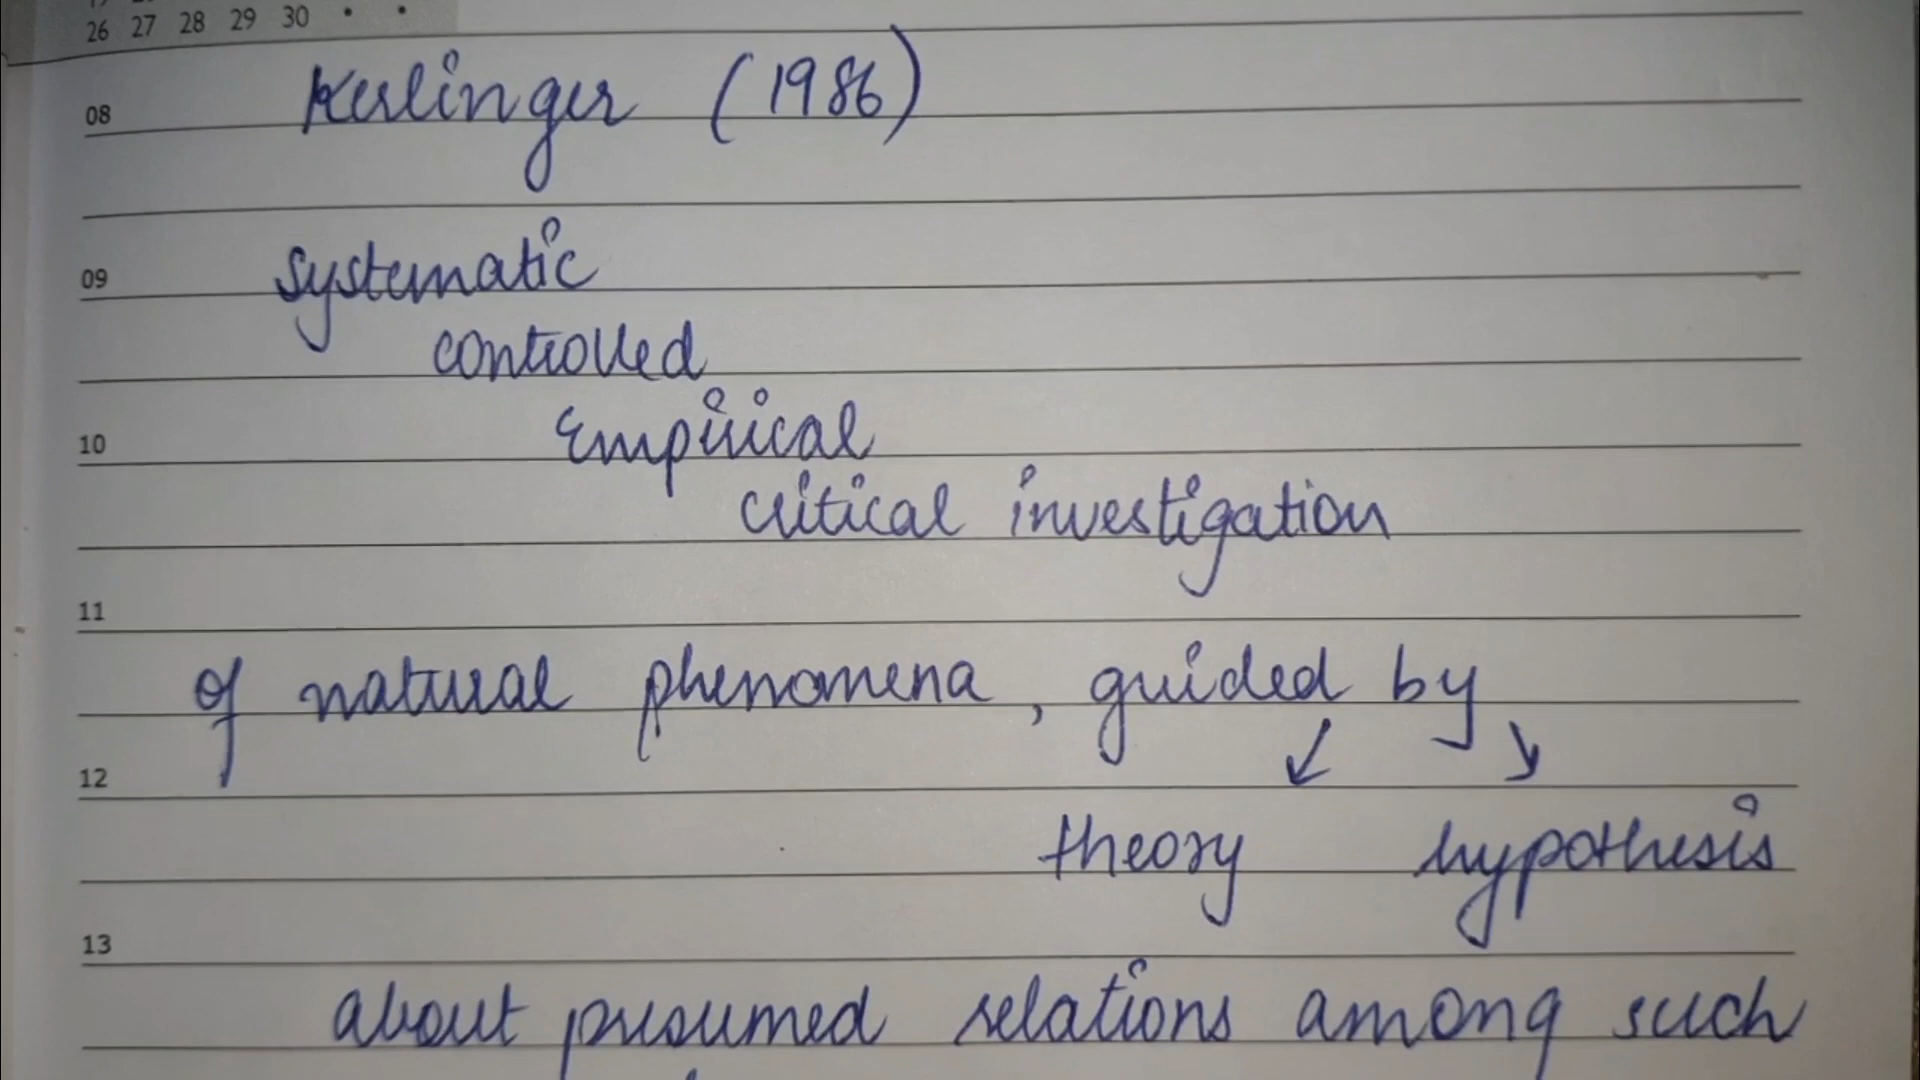 26 27 28 29 30 • •
08 Kerlinger (1986)
09 systematic
controlled
10 Empirical
critical investigation
11
of natural phenomena, guided by
12 ↙ ↘
theory hypothesis
13
about presumed relations among such